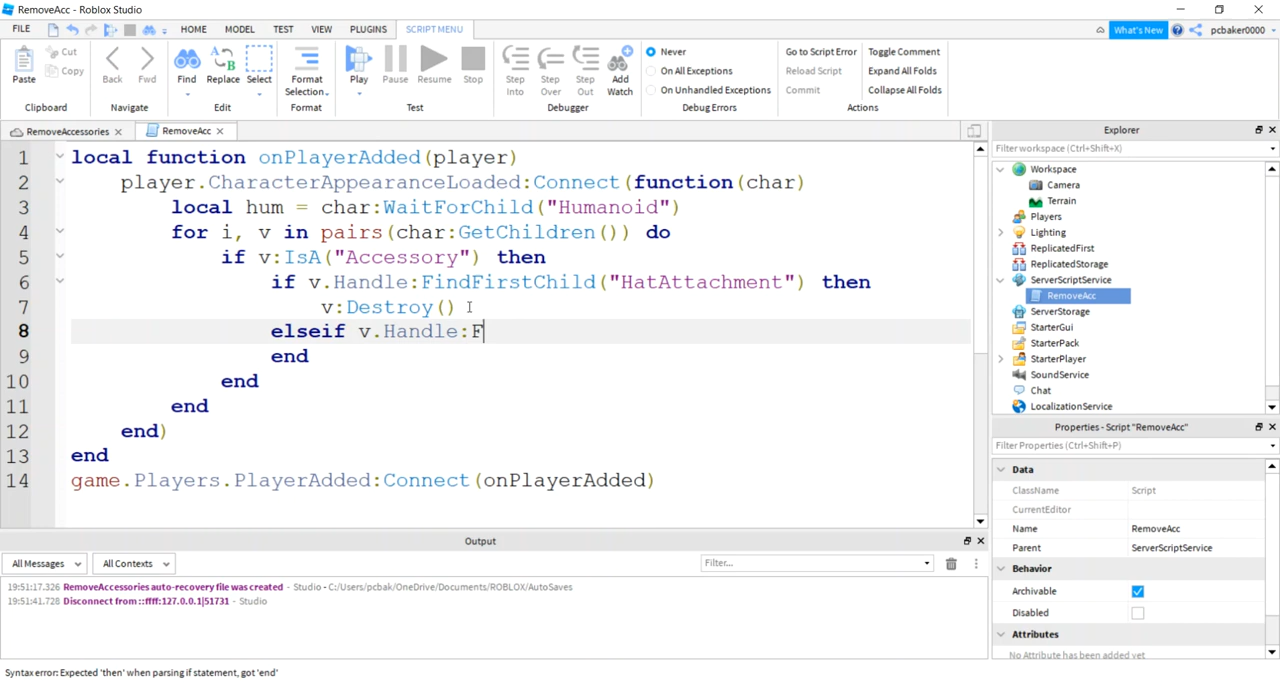 RemoveAcc - Roblox Studio
FILE HOME MODEL TEST VIEW PLUGINS SCRIPT MENU What's New pcbaker0000
Paste Cut Copy Back Fwd Find Replace Select Format Selection Play Pause Resume Stop Step Into Step Over Step Out Add Watch
Never
On All Exceptions
On Unhandled Exceptions
Go to Script Error Toggle Comment
Reload Script Expand All Folds
Commit Collapse All Folds
Clipboard Navigate Edit Format Test Debugger Debug Errors Actions
RemoveAccessories RemoveAcc
1 local function onPlayerAdded(player)
2 player.CharacterAppearanceLoaded:Connect(function(char)
3 local hum = char:WaitForChild("Humanoid")
4 for i, v in pairs(char:GetChildren()) do
5 if v:IsA("Accessory") then
6 if v.Handle:FindFirstChild("HatAttachment") then
7 v:Destroy()
8 elseif v.Handle:F
9 end
10 end
11 end
12 end)
13 end
14 game.Players.PlayerAdded:Connect(onPlayerAdded)
Explorer
Filter workspace (Ctrl+Shift+X)
Workspace
Camera
Terrain
Players
Lighting
ReplicatedFirst
ReplicatedStorage
ServerScriptService
RemoveAcc
ServerStorage
StarterGui
StarterPack
StarterPlayer
SoundService
Chat
LocalizationService
Properties - Script "RemoveAcc"
Filter Properties (Ctrl+Shift+P)
Data
ClassName Script
CurrentEditor
Name RemoveAcc
Parent ServerScriptService
Behavior
Archivable
Disabled
Attributes
No Attribute has been added yet
Output
All Messages All Contexts Filter...
19:51:17.326 RemoveAccessories auto-recovery file was created - Studio - C:/Users/pcbak/OneDrive/Documents/ROBLOX/AutoSaves
19:51:41.728 Disconnect from ::ffff:127.0.0.1|51731 - Studio
Syntax error: Expected 'then' when parsing if statement, got 'end'